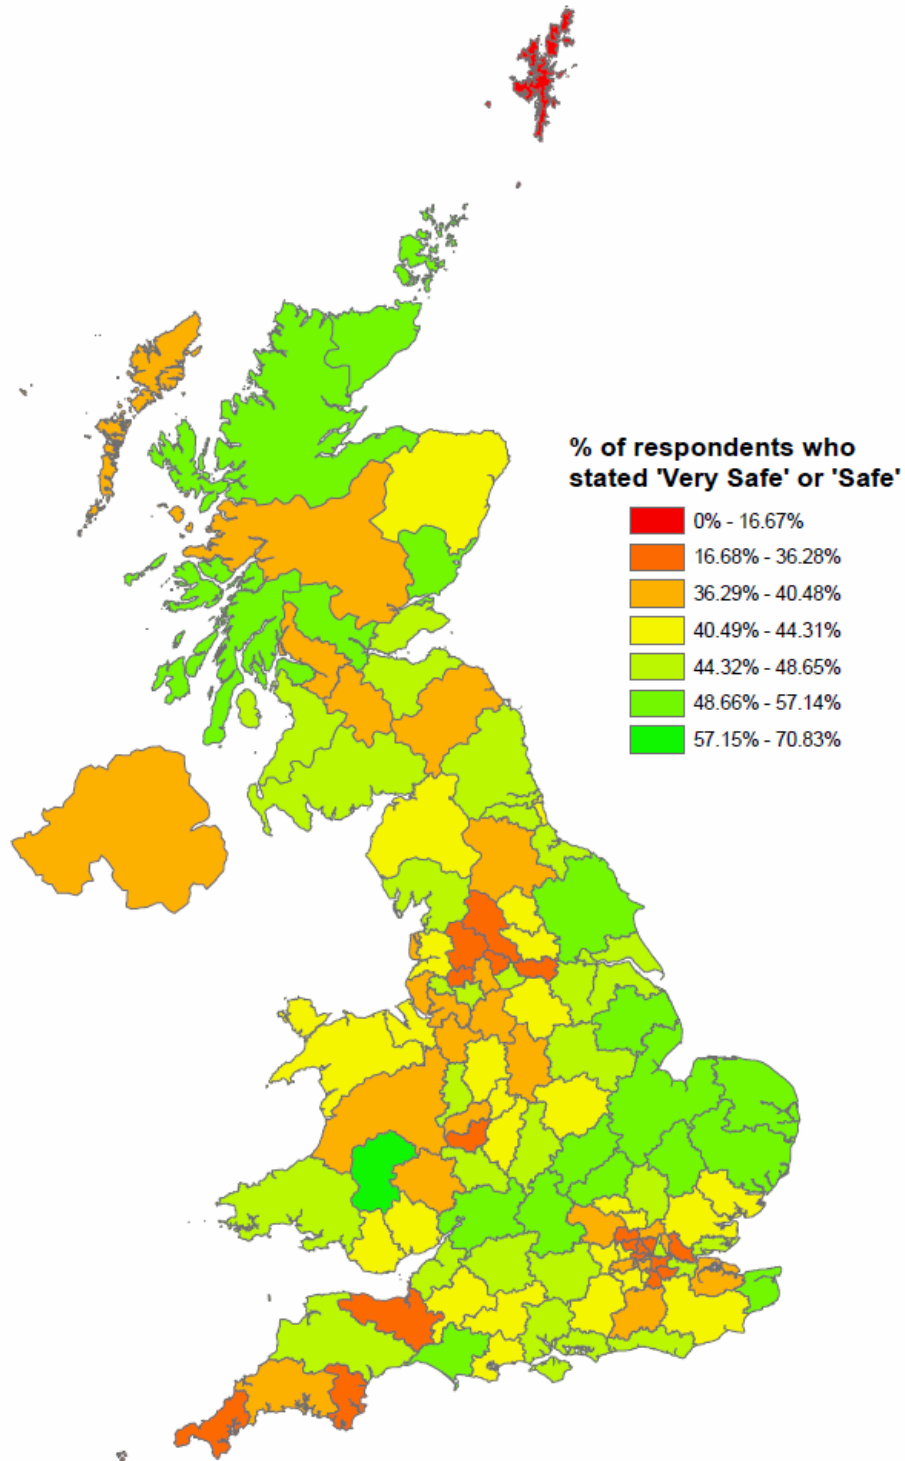 % of respondents who
stated 'Very Safe' or 'Safe'
0% - 16.67%
16.68% - 36.28%
36.29% - 40.48%
40.49% - 44.31%
44.32% - 48.65%
48.66% - 57.14%
57.15% - 70.83%